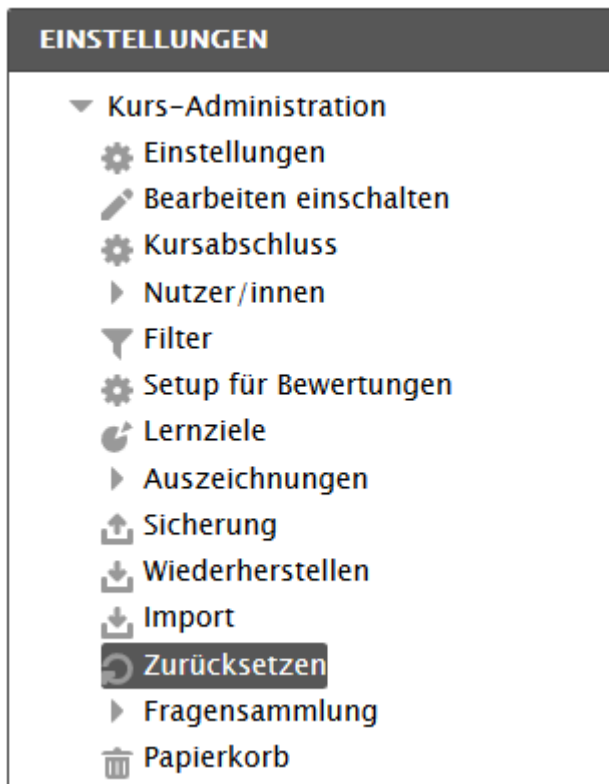 EINSTELLUNGEN
Kurs-Administration
Einstellungen
Bearbeiten einschalten
Kursabschluss
Nutzer/innen
Filter
Setup für Bewertungen
Lernziele
Auszeichnungen
Sicherung
Wiederherstellen
Import
Zurücksetzen
Fragensammlung
Papierkorb